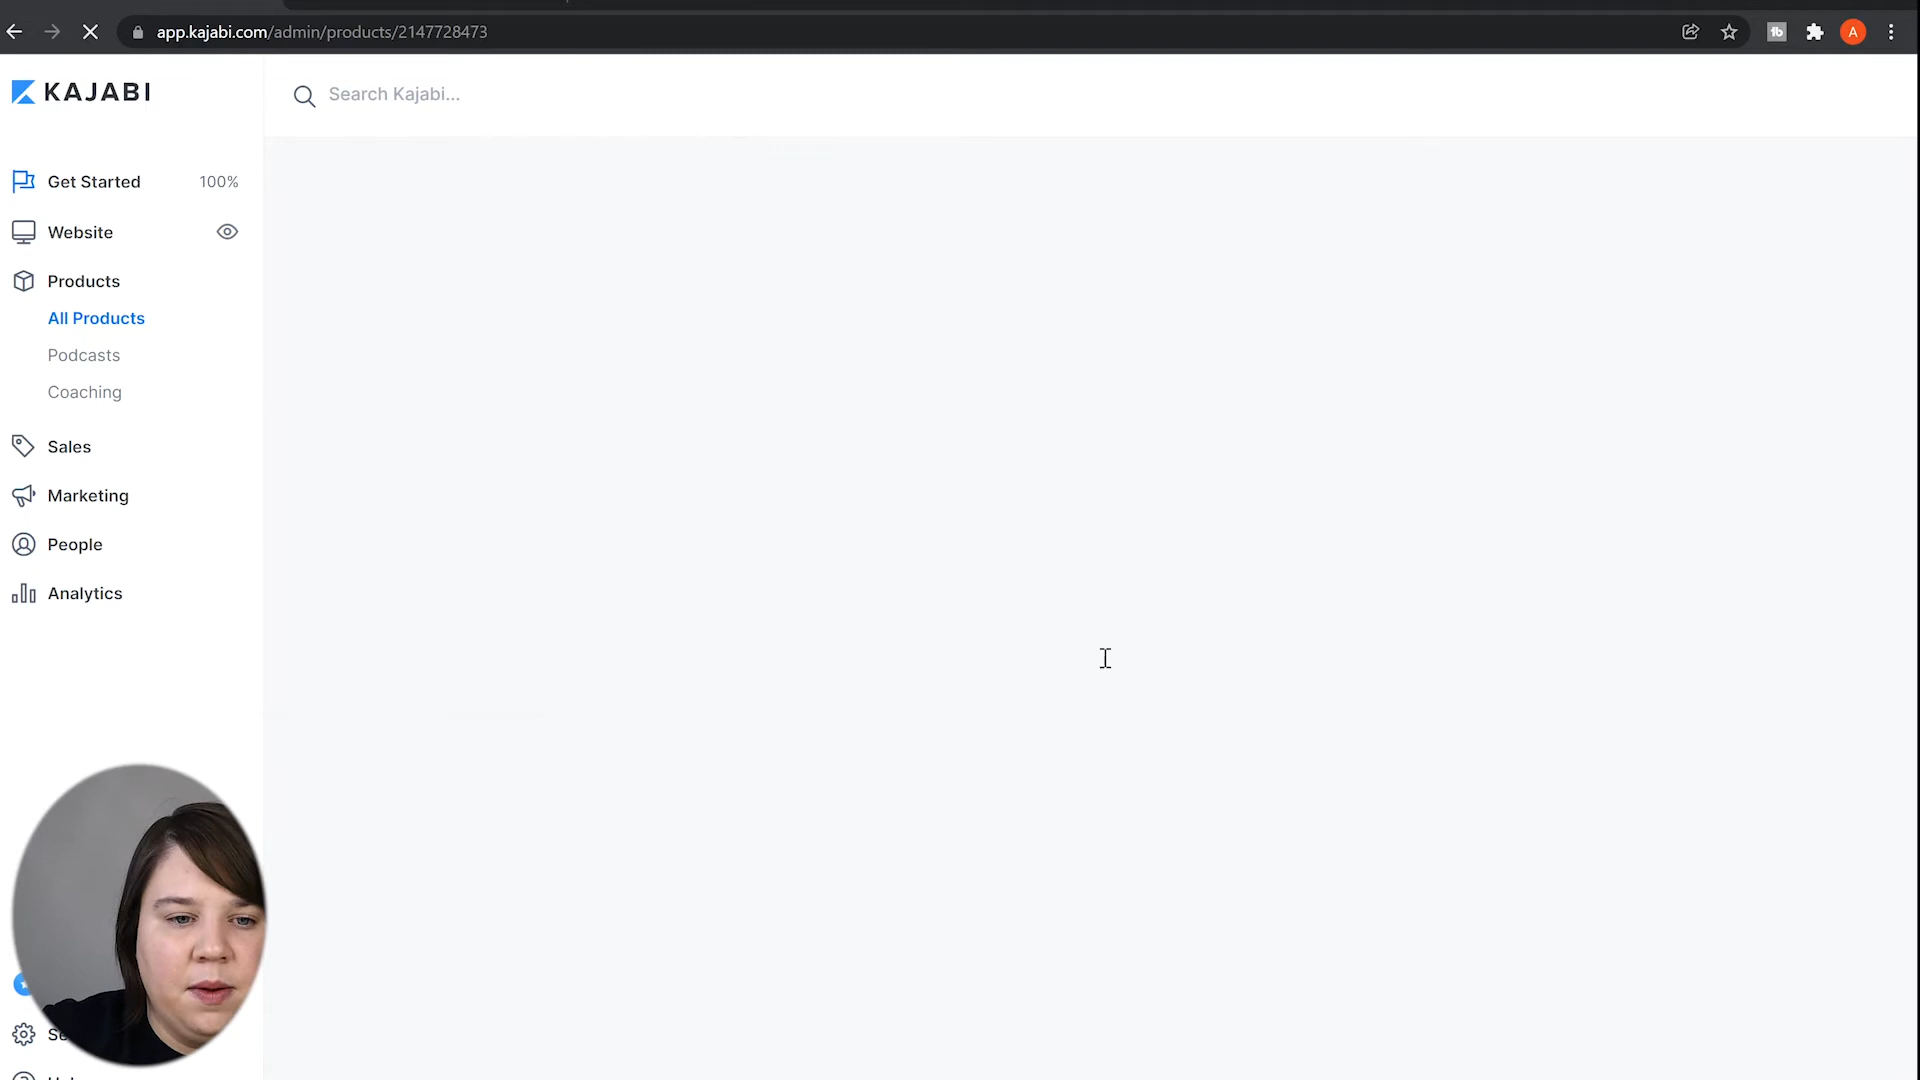 app.kajabi.com/admin/products/2147728473
A
KAJABI
Search Kajabi...
Get Started 100%
Website
Products
All Products
Podcasts
Coaching
Sales
Marketing
People
Analytics